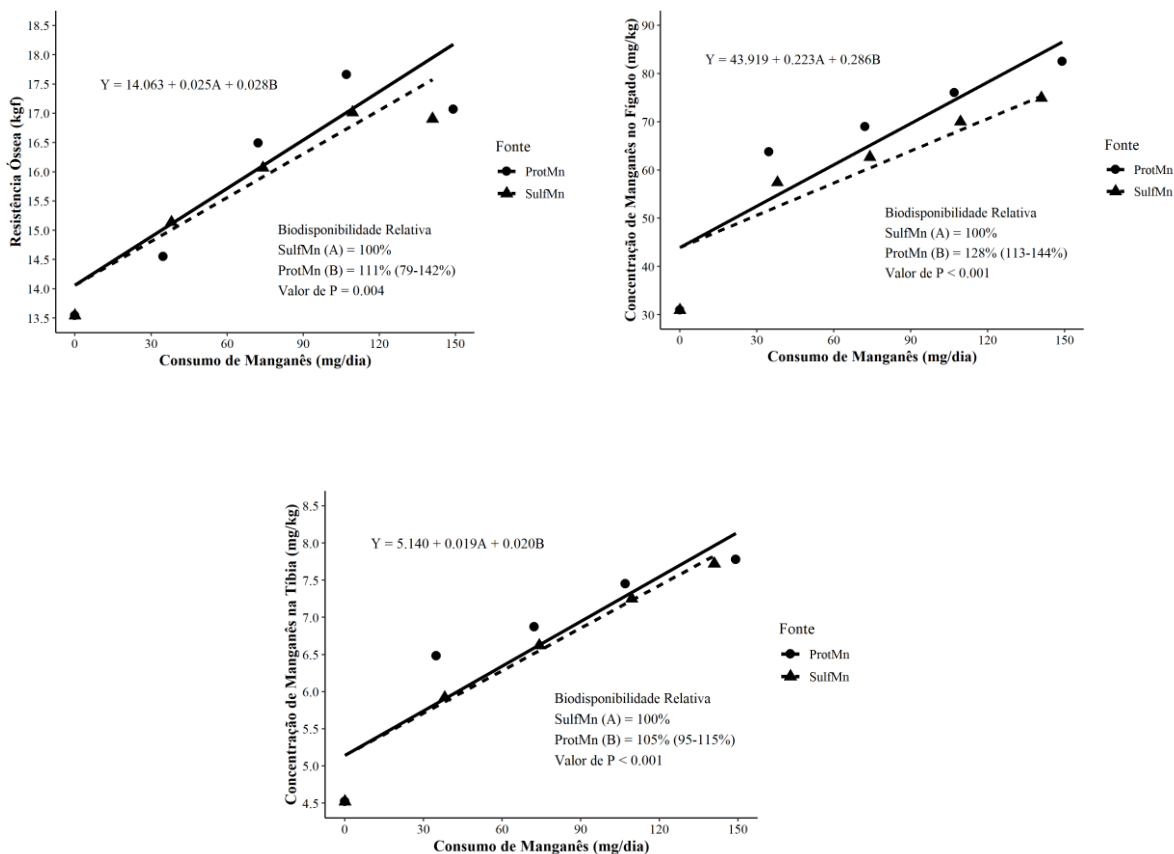 Resistência Óssea (kgf)
18.5
18.0
17.5
17.0
16.5
16.0
15.5
15.0
14.5
14.0
13.5
Y = 14.063 + 0.025A + 0.028B
Biodisponibilidade Relativa
SulfMn (A) = 100%
ProtMn (B) = 111% (79-142%)
Valor de P = 0.004
0 30 60 90 120 150
Consumo de Manganês (mg/dia)
Fonte
ProtMn
SulfMn
Concentração de Manganês no Fígado (mg/kg)
90
80
70
60
50
40
30
Y = 43.919 + 0.223A + 0.286B
Biodisponibilidade Relativa
SulfMn (A) = 100%
ProtMn (B) = 128% (113-144%)
Valor de P < 0.001
0 30 60 90 120 150
Consumo de Manganês (mg/dia)
Fonte
ProtMn
SulfMn
Concentração de Manganês na Tíbia (mg/kg)
8.5
8.0
7.5
7.0
6.5
6.0
5.5
5.0
4.5
Y = 5.140 + 0.019A + 0.020B
Biodisponibilidade Relativa
SulfMn (A) = 100%
ProtMn (B) = 105% (95-115%)
Valor de P < 0.001
0 30 60 90 120 150
Consumo de Manganês (mg/dia)
Fonte
ProtMn
SulfMn